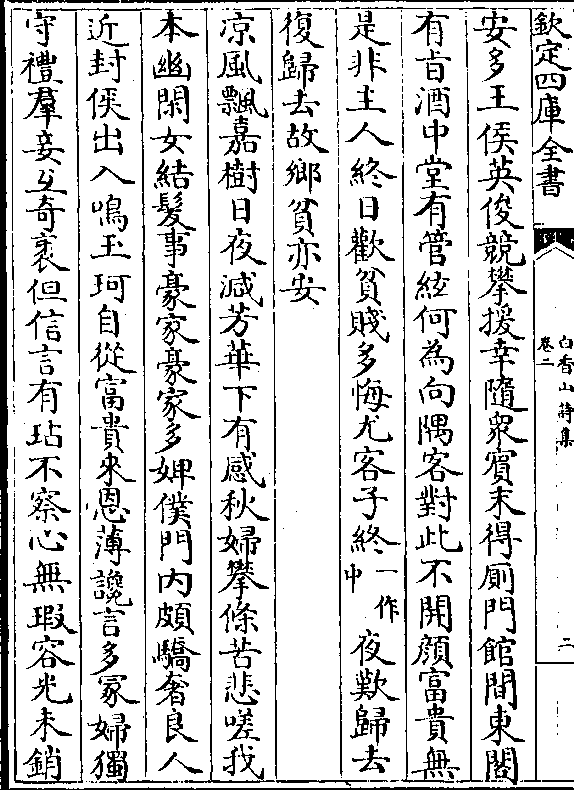 欽定四庫全書
白香山詩集
卷二
二
安多王侯英俊競攀援幸隨衆賓末得厠門館間東閣
有旨酒中堂有管絃何為向隅客對此不開顔富貴無
是非主人終日歡貧賤多悔尤客子終一作中夜歎歸去
復歸去故鄉貧亦安
凉風飄嘉樹日夜減芳華下有感秋婦攀條苦悲嗟我
本幽閑女結髮事豪家豪家多婢僕門内頗驕奢良人
近封侯出入鳴玉珂自從富貴來恩薄讒言多冢婦獨
守禮羣妾互奇衺但信言有玷不察心無瑕容光未銷